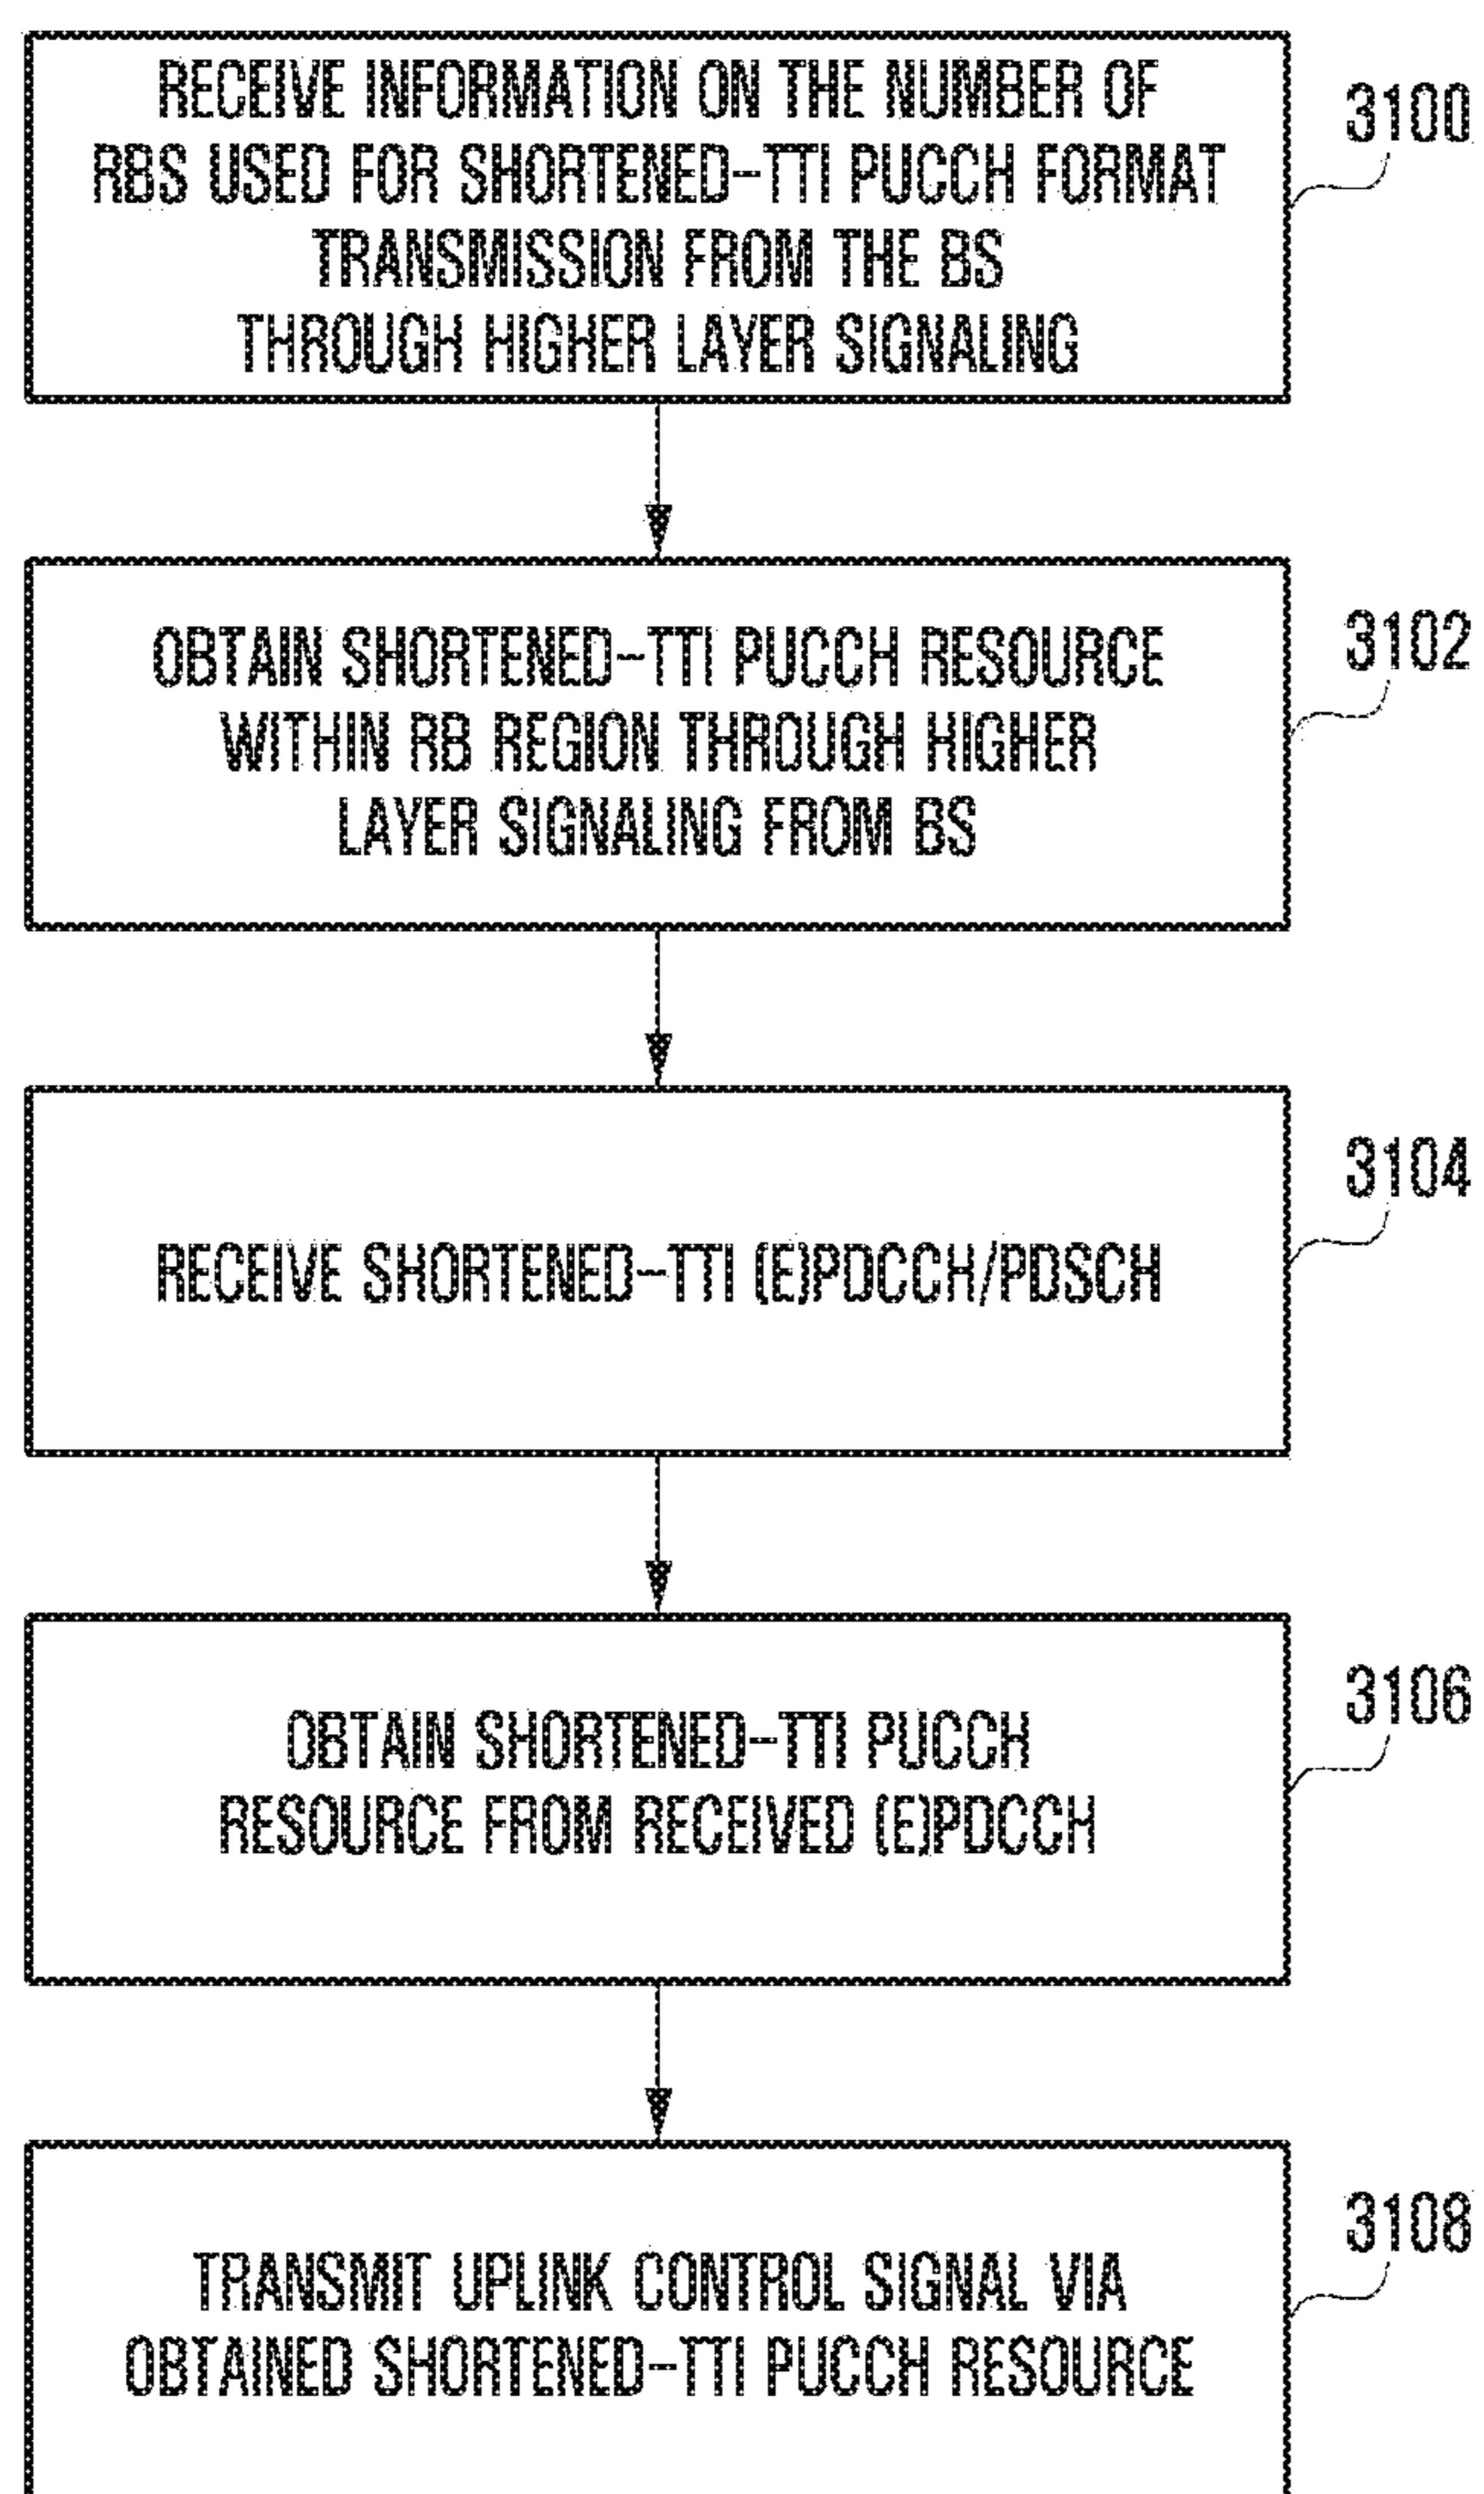 RECEIVE INFORMATION ON THE NUMBER OF
RBS USED FOR SHORTENED-TTI PUCCH FORMAT
TRANSMISSION FROM THE BS
THROUGH HIGHER LAYER SIGNALING
3100
OBTAIN SHORTENED-TTI PUCCH RESOURCE
WITHIN RB REGION THROUGH HIGHER
LAYER SIGNALING FROM BS
3102
RECEIVE SHORTENED-TTI (E)PDCCH/PDSCH
3104
OBTAIN SHORTENED-TTI PUCCH
RESOURCE FROM RECEIVED (E)PDCCH
3106
TRANSMIT UPLINK CONTROL SIGNAL VIA
OBTAINED SHORTENED-TTI PUCCH RESOURCE
3108